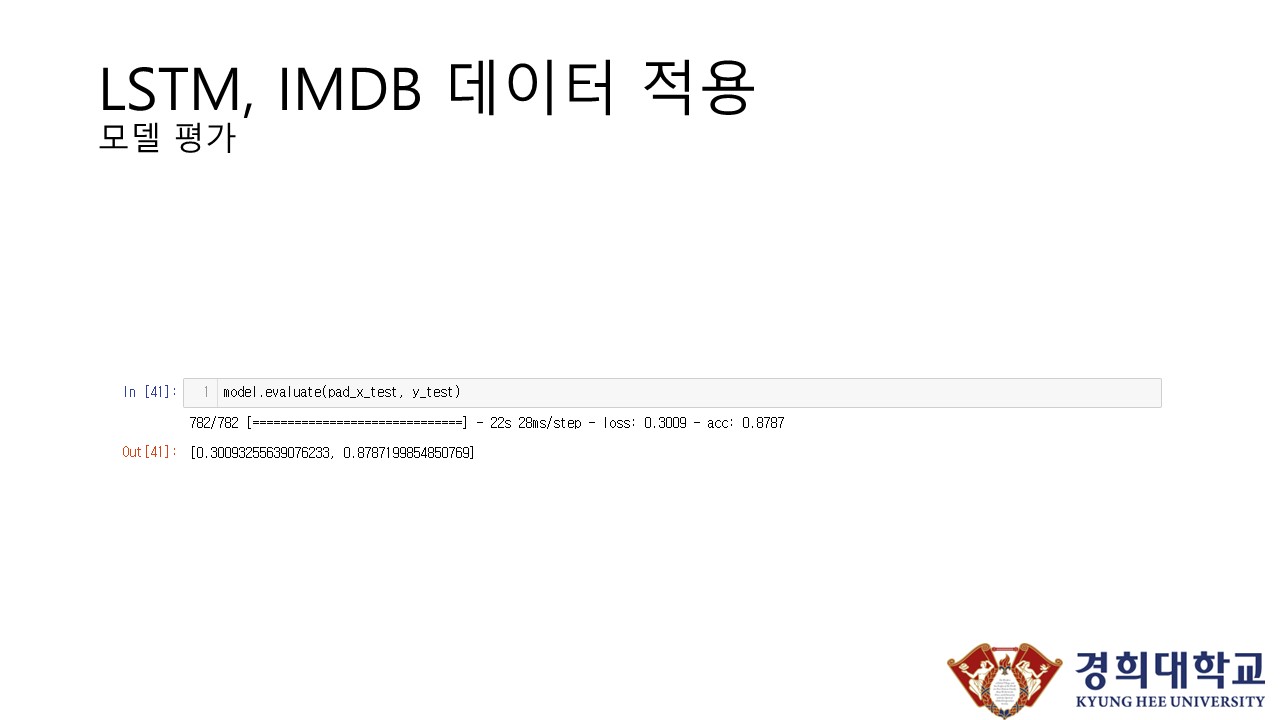 LSTM, IMDB 데이터 적용
모델 평가
In [41]: 1 model.evaluate(pad_x_test, y_test)
782/782 [==============================] - 22s 28ms/step - loss: 0.3009 - acc: 0.8787
Out[41]: [0.30093255639076233, 0.8787199854850769]
경희대학교
KYUNG HEE UNIVERSITY